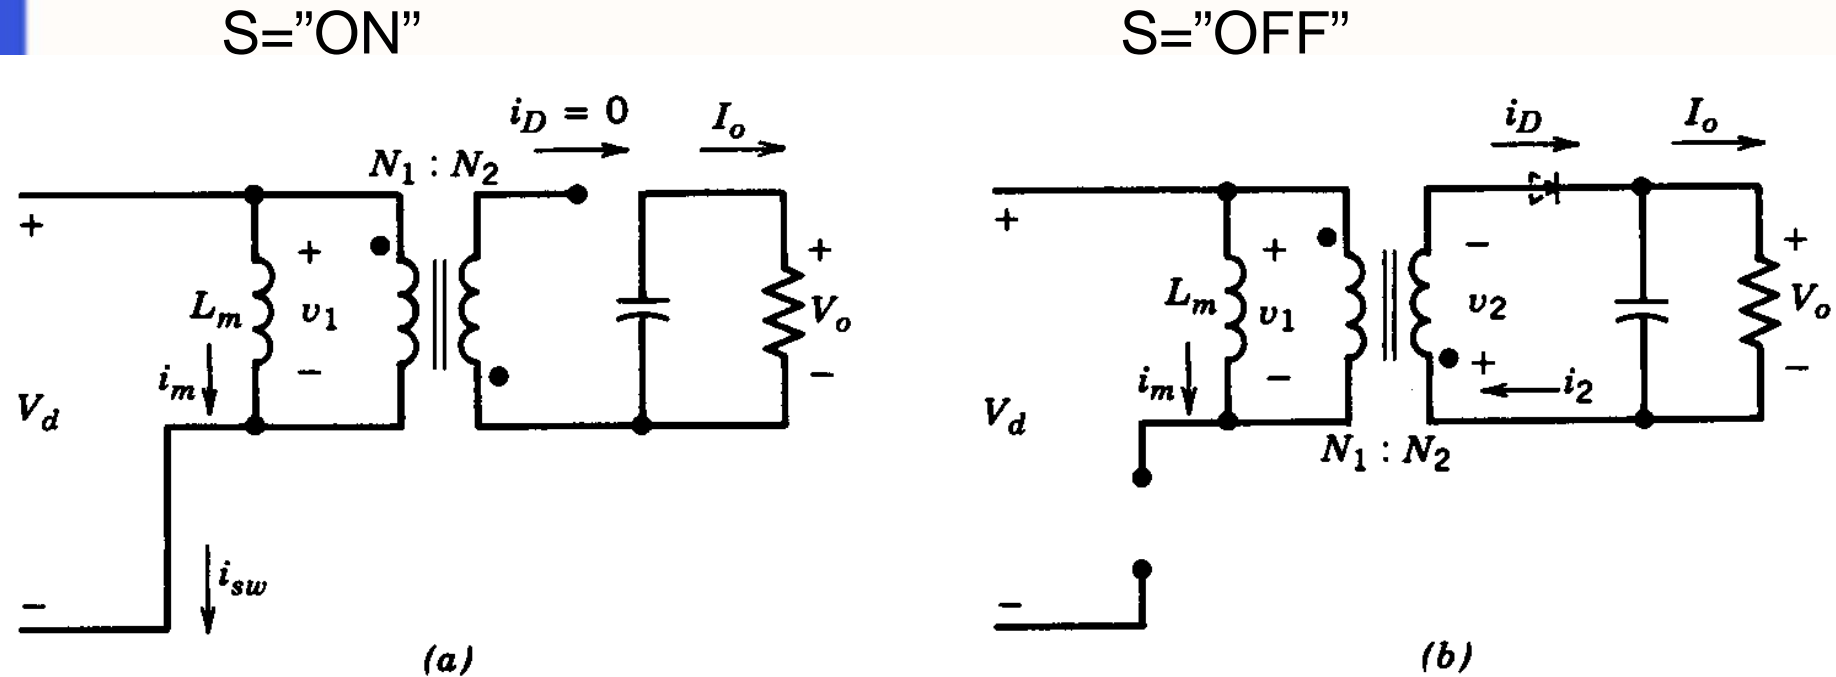 S=”ON”
S=”OFF”
i_D = 0
I_o
N_1 : N_2
+
+
+
L_m
v_1
V_o
i_m
−
−
V_d
i_sw
−
(a)
i_D
I_o
+
+
−
+
L_m
v_1
v_2
V_o
i_m
−
+
i_2
−
V_d
N_1 : N_2
−
(b)